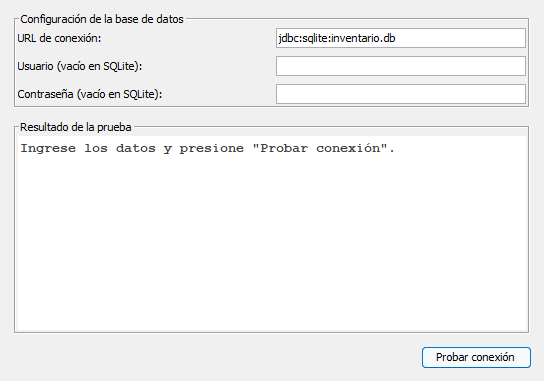 Configuración de la base de datos
URL de conexión: jdbc:sqlite:inventario.db
Usuario (vacío en SQLite):
Contraseña (vacío en SQLite):
Resultado de la prueba
Ingrese los datos y presione "Probar conexión".
Probar conexión